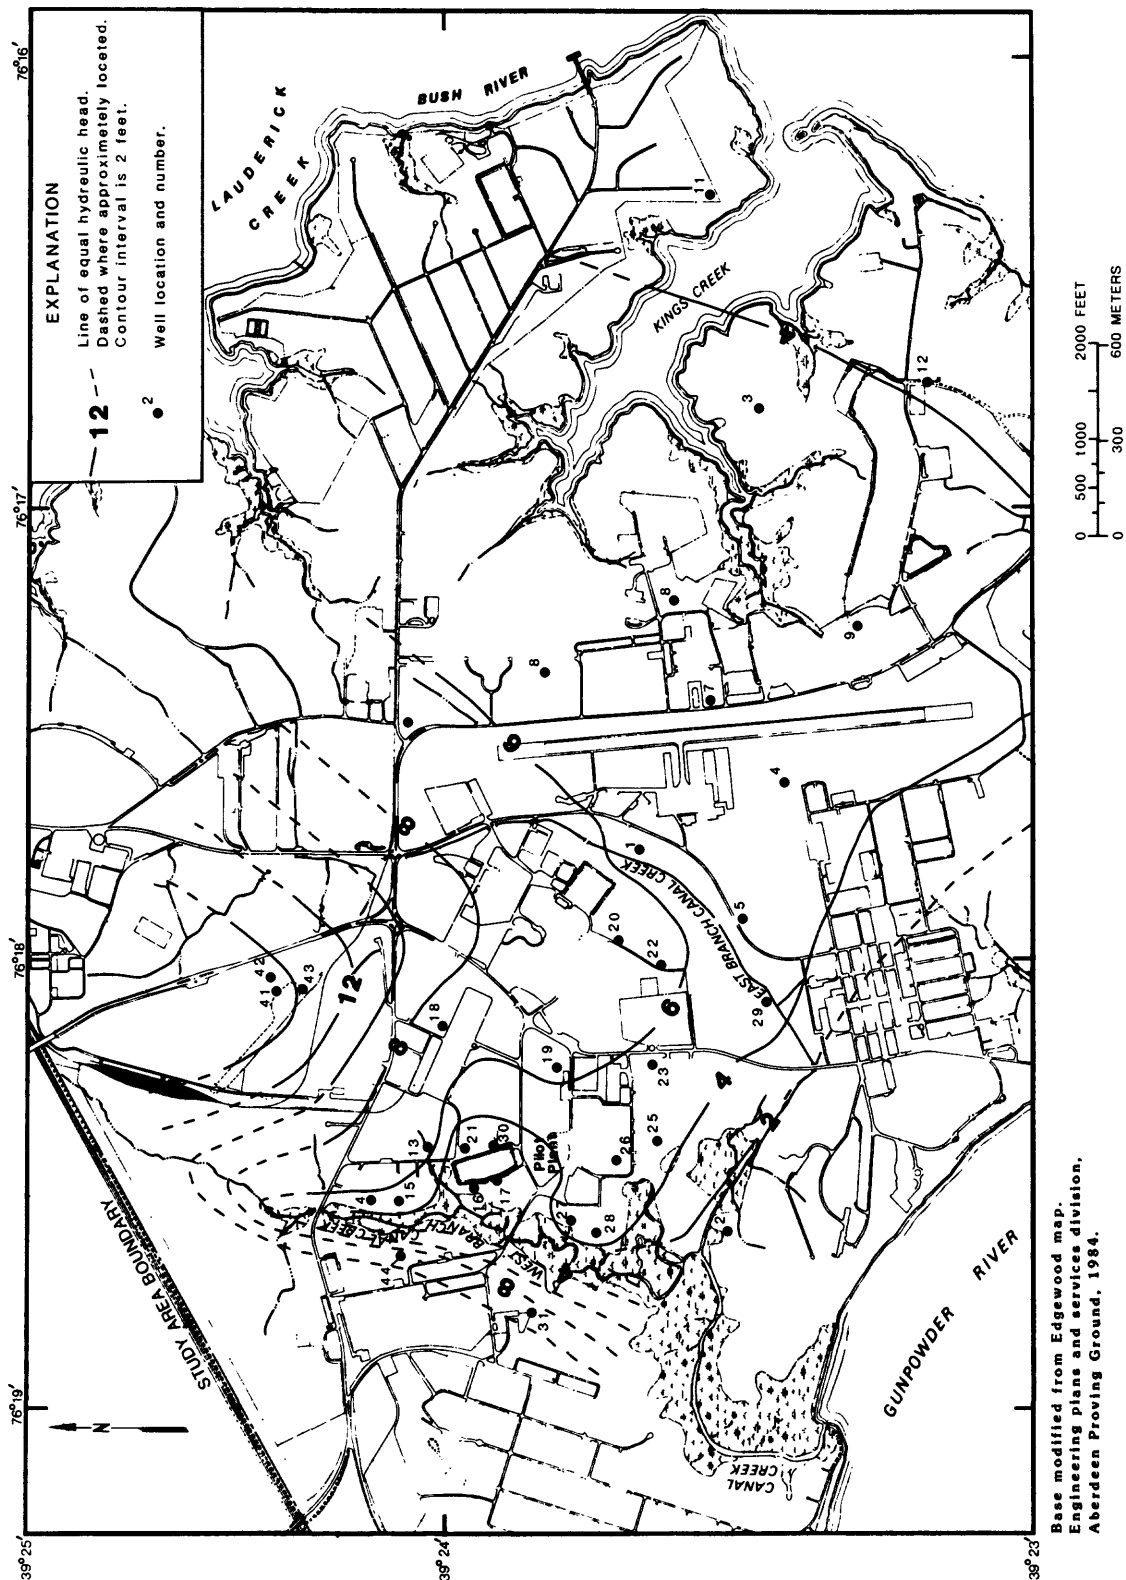 EXPLANATION
12
Line of equal hydreulic head.
Dashed where approximately loceted.
Contour interval is 2 feet.
2
Well location and number.
39°25'
39°24'
39°23'
76°19'
76°18'
76°17'
76°16'
N
STUDY AREA BOUNDARY
LAUDERICK
CREEK
BUSH RIVER
KINGS CREEK
EAST BRANCH CANAL CREEK
WEST
BRANCH
CANAL CREEK
CANAL
CREEK
GUNPOWDER RIVER
Pilot
Plant
41
42
43
12
44
4
15
13
18
8
6
21
30
16
17
19
31
8
28
26
25
23
20
22
6
29
5
1
4
4
2
6
8
8
7
9
3
11
12
0 500 1000 2000 FEET
0 300 600 METERS
Base modified from Edgewood map.
Engineering plans and services division,
Aberdeen Proving Ground, 1984.